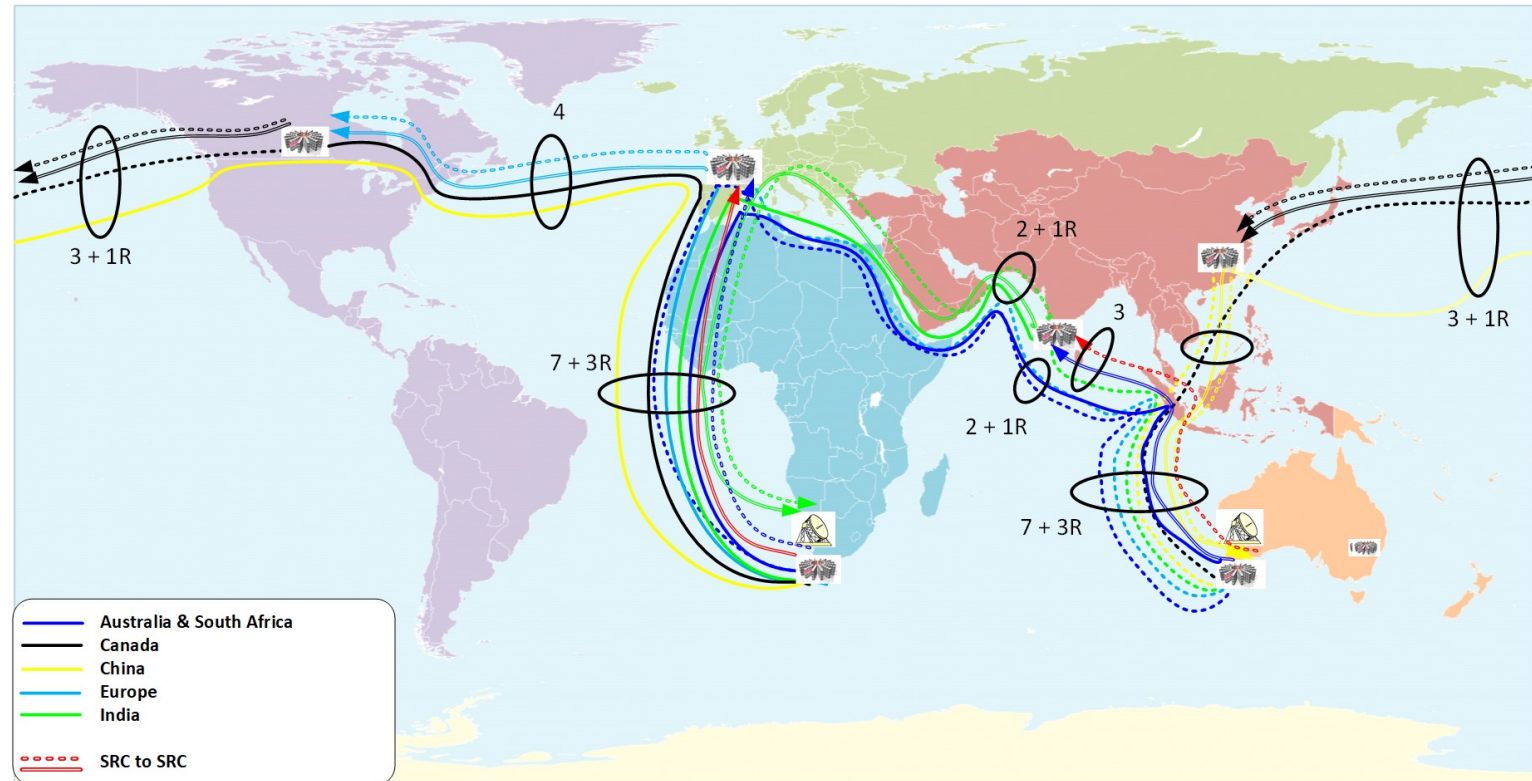 4
3 + 1R
2 + 1R
3
3 + 1R
7 + 3R
2 + 1R
7 + 3R
Australia & South Africa
Canada
China
Europe
India
SRC to SRC